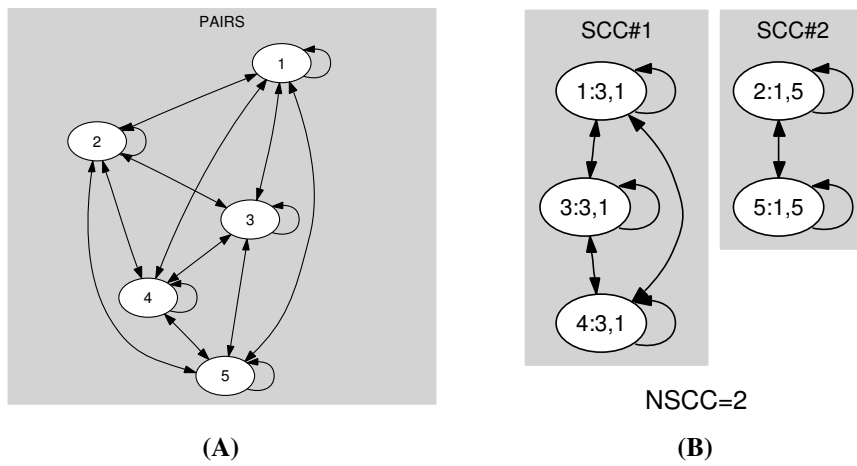 PAIRS
1
2
3
4
5
(A)
SCC#1
1:3,1
3:3,1
4:3,1
SCC#2
2:1,5
5:1,5
NSCC=2
(B)